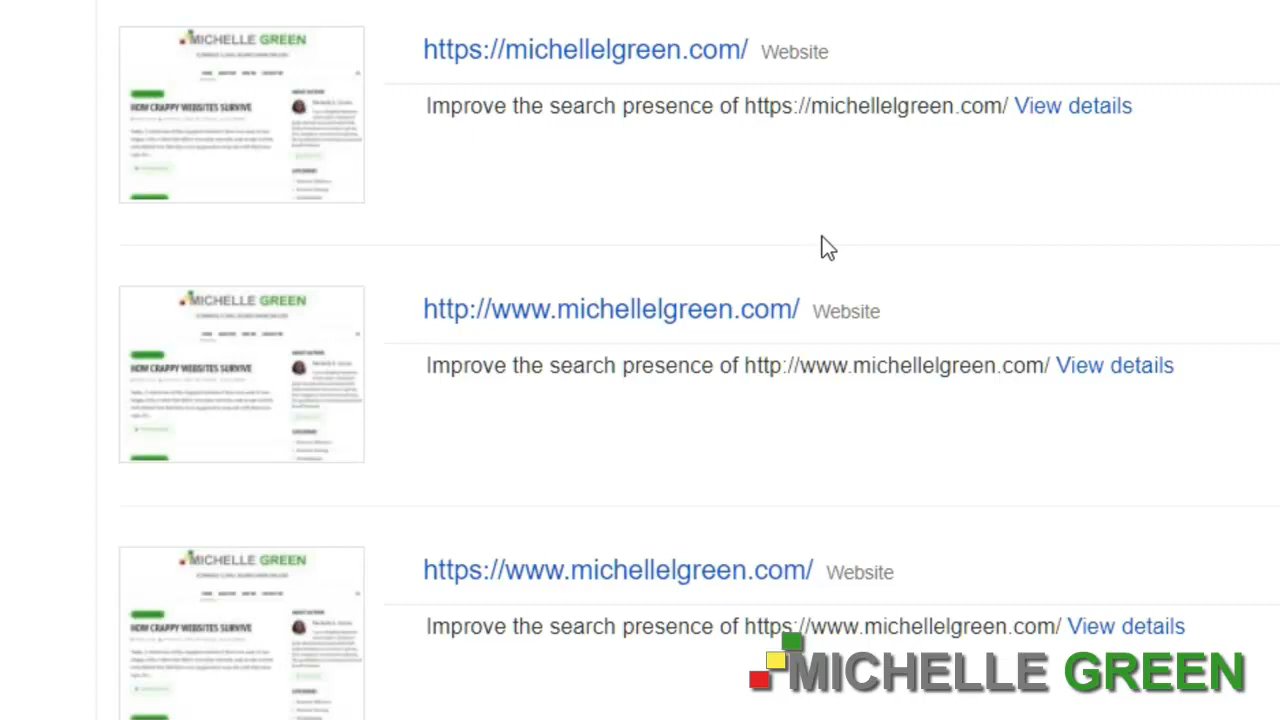 MICHELLE GREEN
HOW CRAPPY WEBSITES SURVIVE
https://michellelgreen.com/ Website
Improve the search presence of https://michellelgreen.com/ View details
MICHELLE GREEN
HOW CRAPPY WEBSITES SURVIVE
http://www.michellelgreen.com/ Website
Improve the search presence of http://www.michellelgreen.com/ View details
MICHELLE GREEN
HOW CRAPPY WEBSITES SURVIVE
https://www.michellelgreen.com/ Website
Improve the search presence of https://www.michellelgreen.com/ View details
MICHELLE GREEN